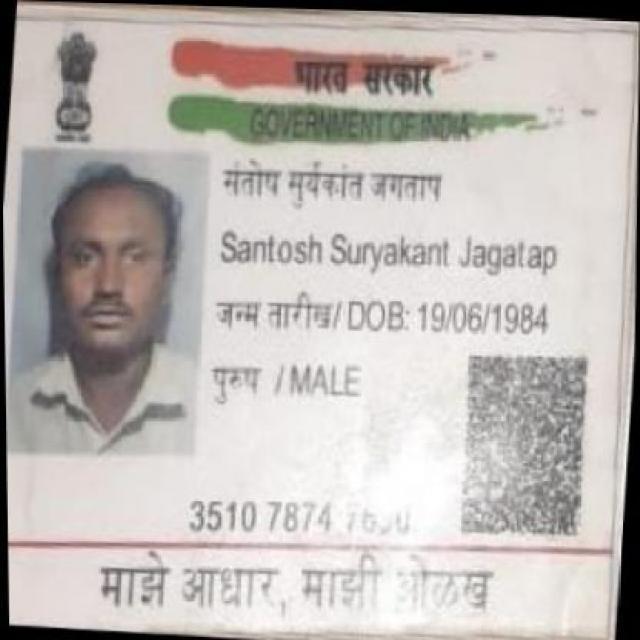 भारत सरकार
GOVERNMENT OF INDIA
संतोष सुर्यकांत जगताप
Santosh Suryakant Jagatap
जन्म तारीख/ DOB: 19/06/1984
पुरुष / MALE
3510 7874
माझे आधार, माझी ओळख